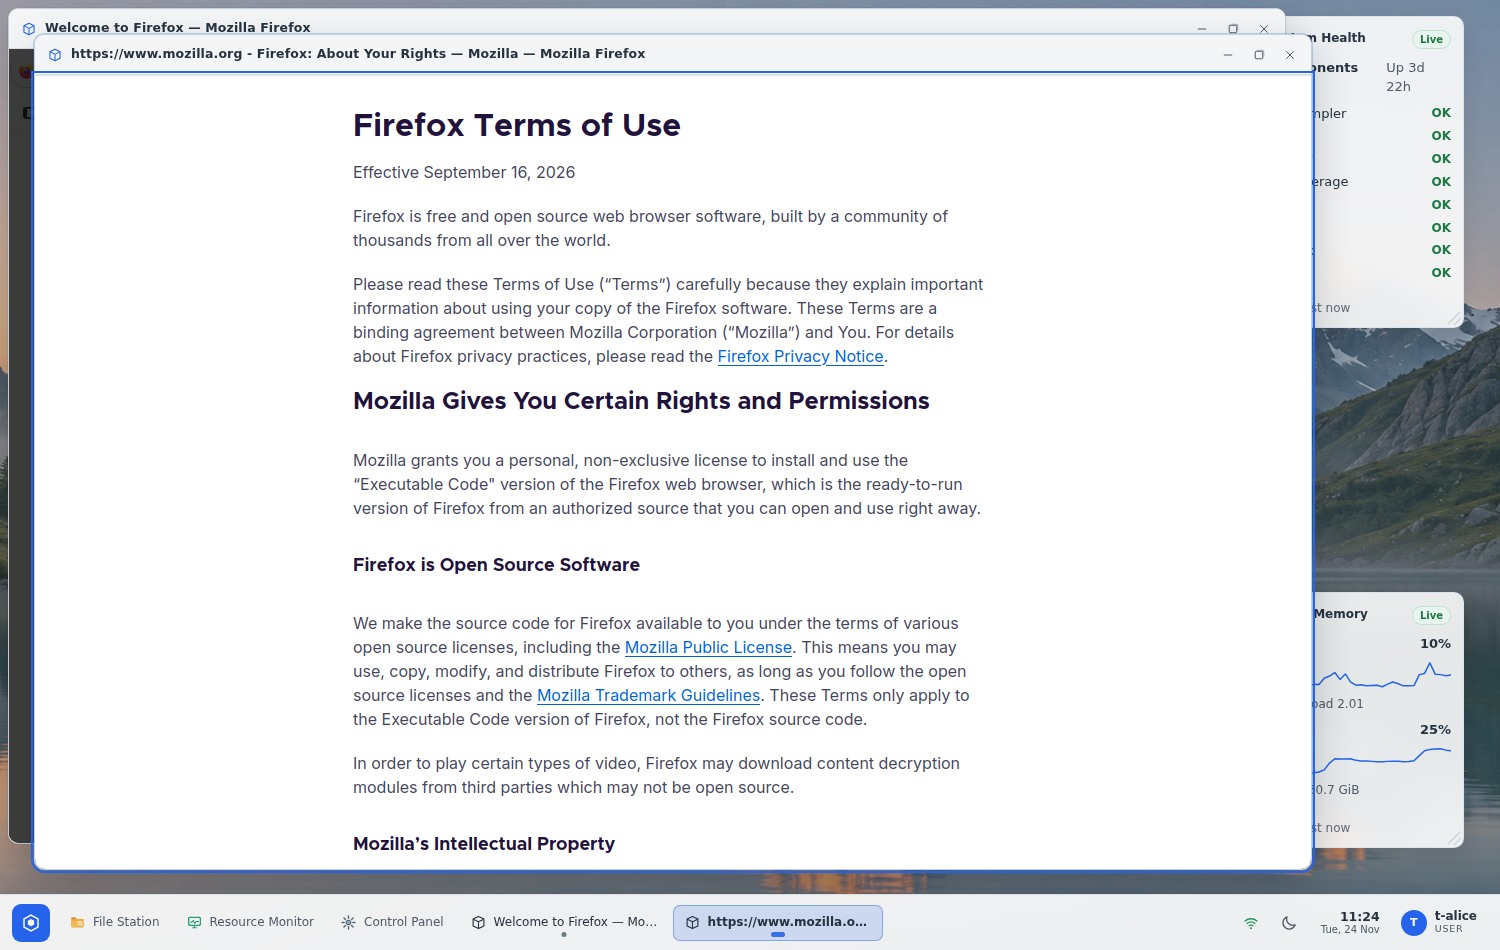 Welcome to Firefox — Mozilla Firefox
https://www.mozilla.org - Firefox: About Your Rights — Mozilla — Mozilla Firefox
Firefox Terms of Use
Effective September 16, 2026
Firefox is free and open source web browser software, built by a community of
thousands from all over the world.
Please read these Terms of Use (“Terms”) carefully because they explain important
information about using your copy of the Firefox software. These Terms are a
binding agreement between Mozilla Corporation (“Mozilla”) and You. For details
about Firefox privacy practices, please read the Firefox Privacy Notice.
Mozilla Gives You Certain Rights and Permissions
Mozilla grants you a personal, non-exclusive license to install and use the
“Executable Code" version of the Firefox web browser, which is the ready-to-run
version of Firefox from an authorized source that you can open and use right away.
Firefox is Open Source Software
We make the source code for Firefox available to you under the terms of various
open source licenses, including the Mozilla Public License. This means you may
use, copy, modify, and distribute Firefox to others, as long as you follow the open
source licenses and the Mozilla Trademark Guidelines. These Terms only apply to
the Executable Code version of Firefox, not the Firefox source code.
In order to play certain types of video, Firefox may download content decryption
modules from third parties which may not be open source.
Mozilla’s Intellectual Property
Health
Live
Up 3d
22h
OK
OK
OK
OK
OK
OK
OK
OK
now
Memory
Live
10%
2.01
25%
GiB
now
File Station
Resource Monitor
Control Panel
Welcome to Firefox — Mo...
https://www.mozilla.o...
11:24
Tue, 24 Nov
T
t-alice
USER